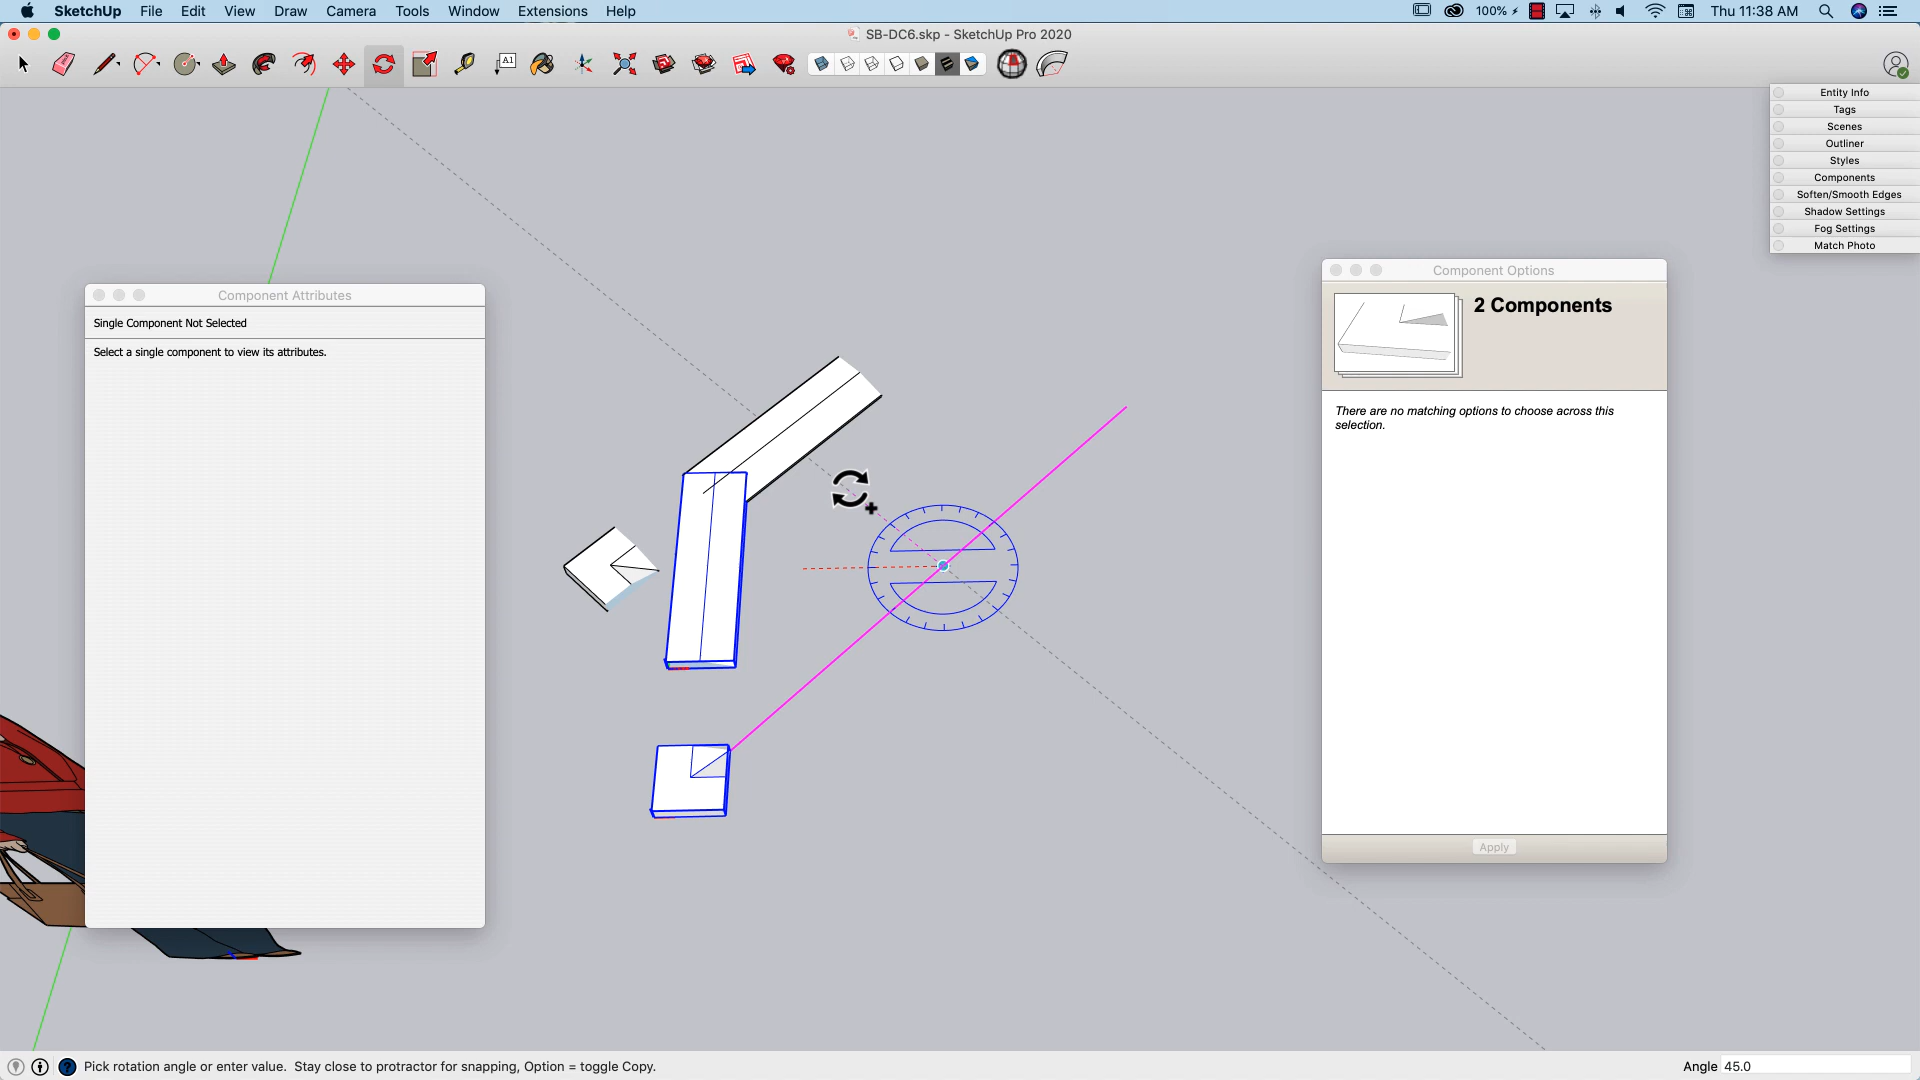 SketchUp File Edit View Draw Camera Tools Window Extensions Help 100% Thu 11:38 AM
SB-DC6.skp - SketchUp Pro 2020
A1
Entity Info
Tags
Scenes
Outliner
Styles
Components
Soften/Smooth Edges
Shadow Settings
Fog Settings
Match Photo
Component Attributes
Single Component Not Selected
Select a single component to view its attributes.
Component Options
2 Components
There are no matching options to choose across this
selection.
Apply
Pick rotation angle or enter value. Stay close to protractor for snapping, Option = toggle Copy.
Angle 45.0